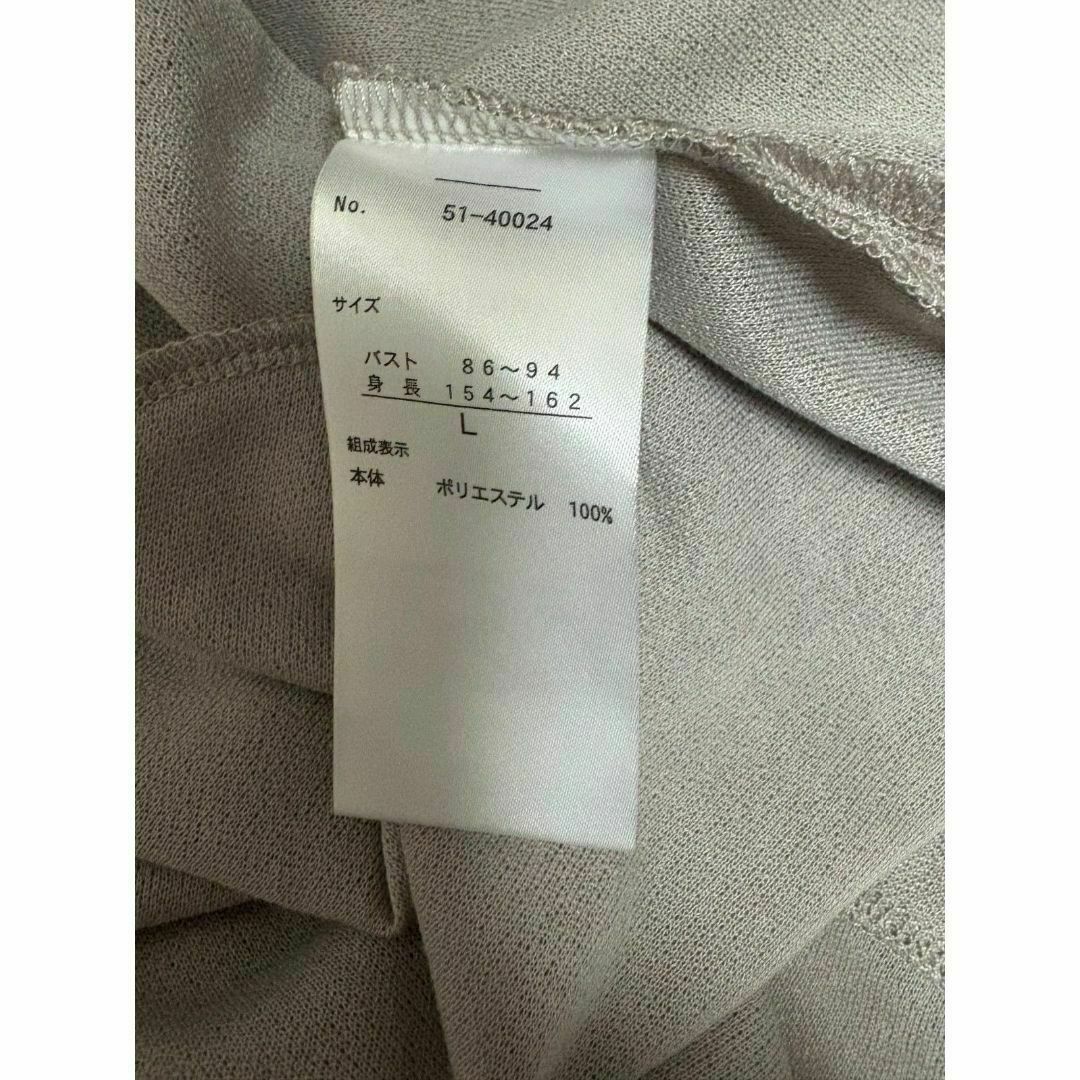 No. 51-40024
サイズ
バスト 86～94
身 長 154～162
L
組成表示
本体 ポリエステル 100%